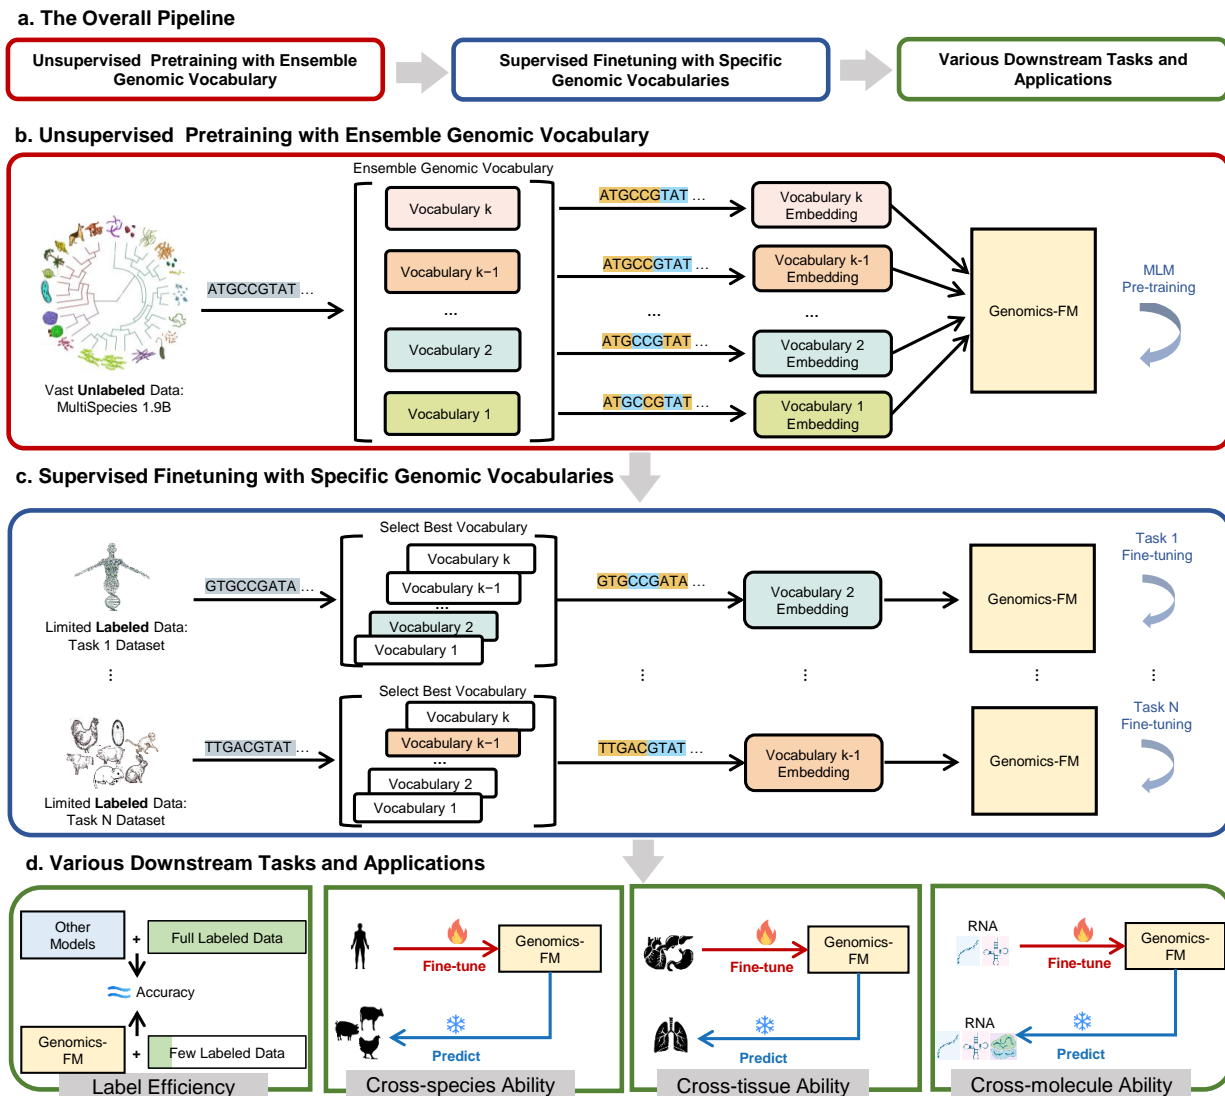 a. The Overall Pipeline
Unsupervised Pretraining with Ensemble
Genomic Vocabulary
Supervised Finetuning with Specific
Genomic Vocabularies
Various Downstream Tasks and
Applications
b. Unsupervised Pretraining with Ensemble Genomic Vocabulary
Ensemble Genomic Vocabulary
Vocabulary k
Vocabulary k−1
...
Vocabulary 2
Vocabulary 1
ATGCCGTAT ...
Vast Unlabeled Data:
MultiSpecies 1.9B
ATGCCGTAT ...
ATGCCGTAT ...
...
ATGCCGTAT ...
ATGCCGTAT ...
Vocabulary k
Embedding
Vocabulary k-1
Embedding
...
Vocabulary 2
Embedding
Vocabulary 1
Embedding
Genomics-FM
MLM
Pre-training
c. Supervised Finetuning with Specific Genomic Vocabularies
Limited Labeled Data:
Task 1 Dataset
GTGCCGATA ...
Select Best Vocabulary
Vocabulary k
Vocabulary k−1
...
Vocabulary 2
Vocabulary 1
GTGCCGATA ...
Vocabulary 2
Embedding
Genomics-FM
Task 1
Fine-tuning
...
...
...
...
...
Limited Labeled Data:
Task N Dataset
TTGACGTAT ...
Select Best Vocabulary
Vocabulary k
Vocabulary k−1
...
Vocabulary 2
Vocabulary 1
TTGACGTAT ...
Vocabulary k-1
Embedding
Genomics-FM
Task N
Fine-tuning
d. Various Downstream Tasks and Applications
Other
Models
+
Full Labeled Data
Accuracy
Genomics-
FM
+
Few Labeled Data
Label Efficiency
Fine-tune
Genomics-
FM
Predict
Cross-species Ability
Fine-tune
Genomics-
FM
Predict
Cross-tissue Ability
RNA
Fine-tune
Genomics-
FM
RNA
Predict
Cross-molecule Ability